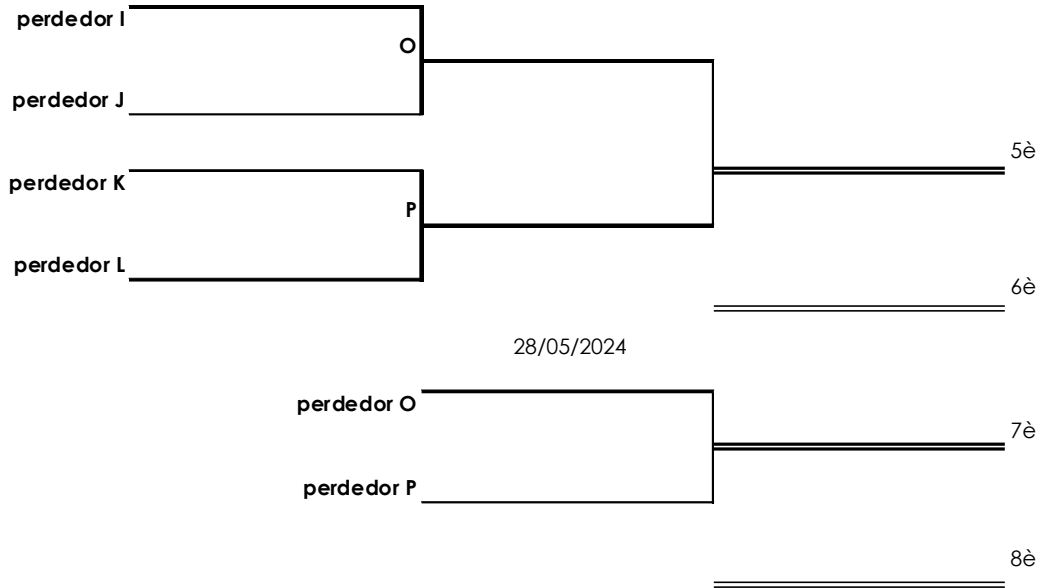 perdedor I
O
perdedor J
5è
perdedor K
P
perdedor L
6è
28/05/2024
perdedor O
7è
perdedor P
8è